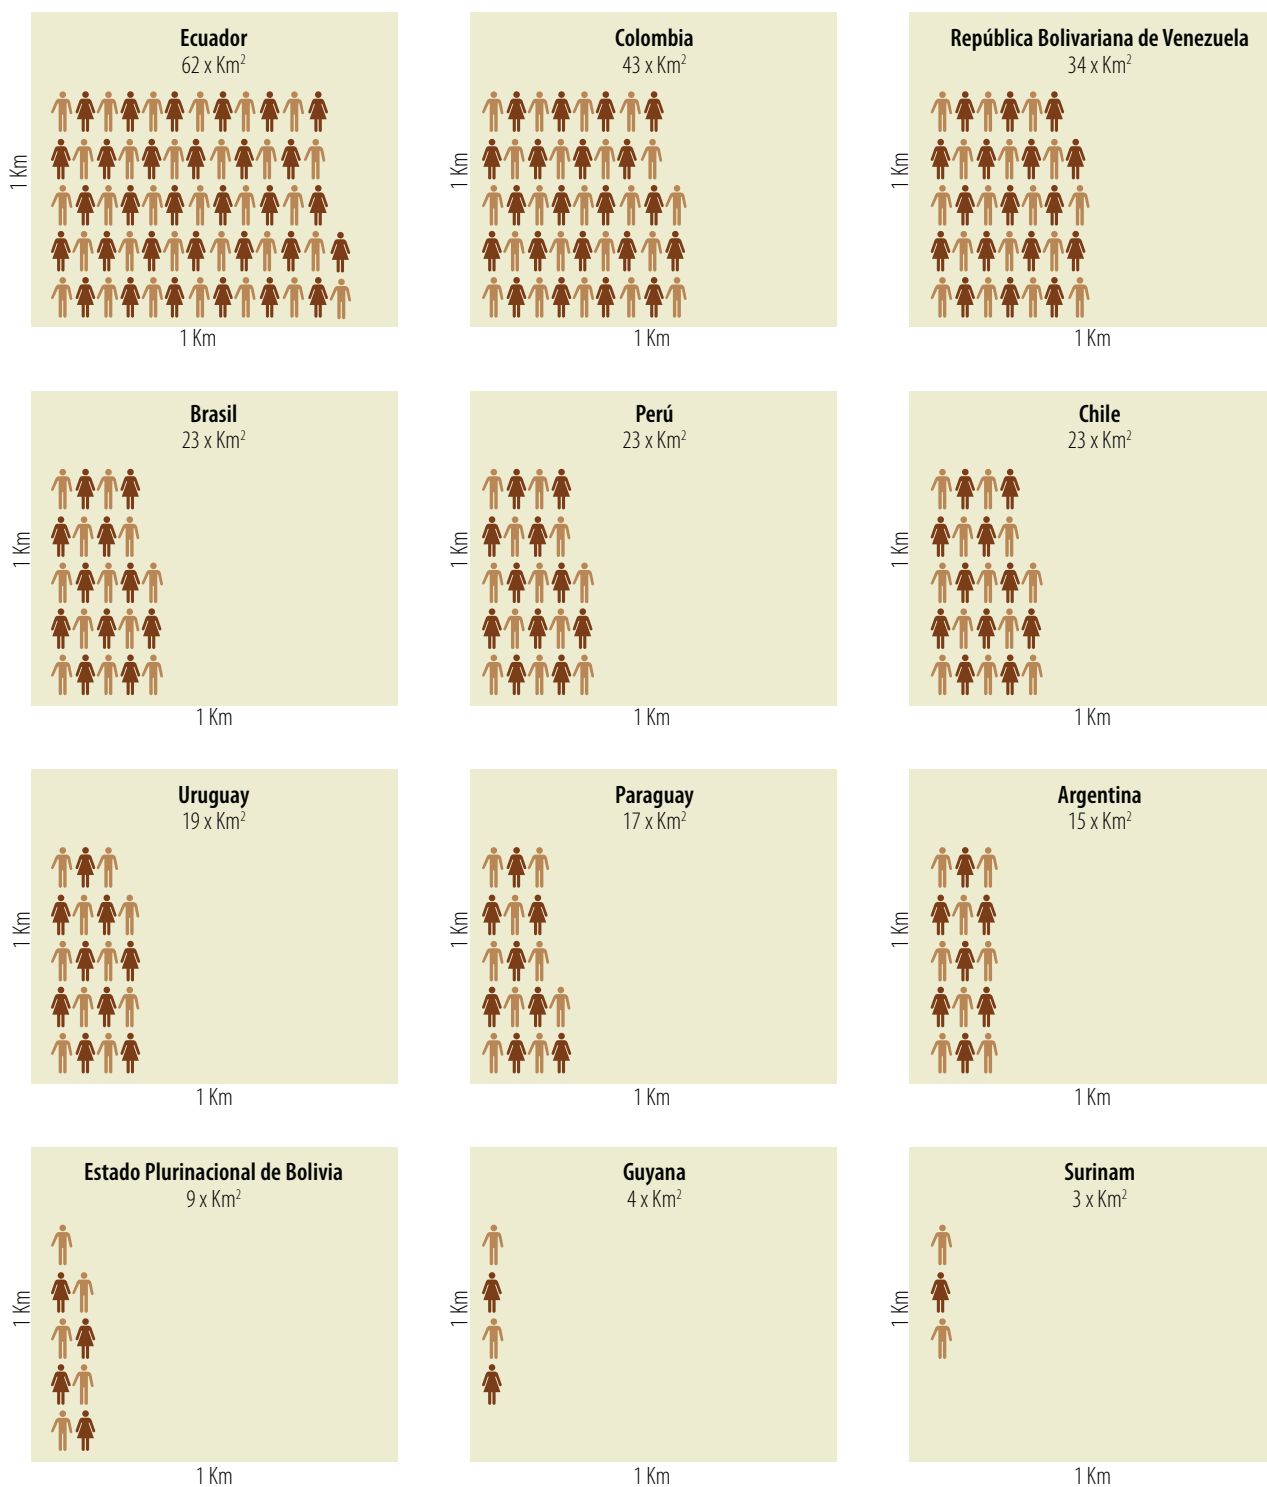 Ecuador
62 x Km²
1 Km
1 Km
Colombia
43 x Km²
1 Km
1 Km
República Bolivariana de Venezuela
34 x Km²
1 Km
1 Km
Brasil
23 x Km²
1 Km
1 Km
Perú
23 x Km²
1 Km
1 Km
Chile
23 x Km²
1 Km
1 Km
Uruguay
19 x Km²
1 Km
1 Km
Paraguay
17 x Km²
1 Km
1 Km
Argentina
15 x Km²
1 Km
1 Km
Estado Plurinacional de Bolivia
9 x Km²
1 Km
1 Km
Guyana
4 x Km²
1 Km
1 Km
Surinam
3 x Km²
1 Km
1 Km